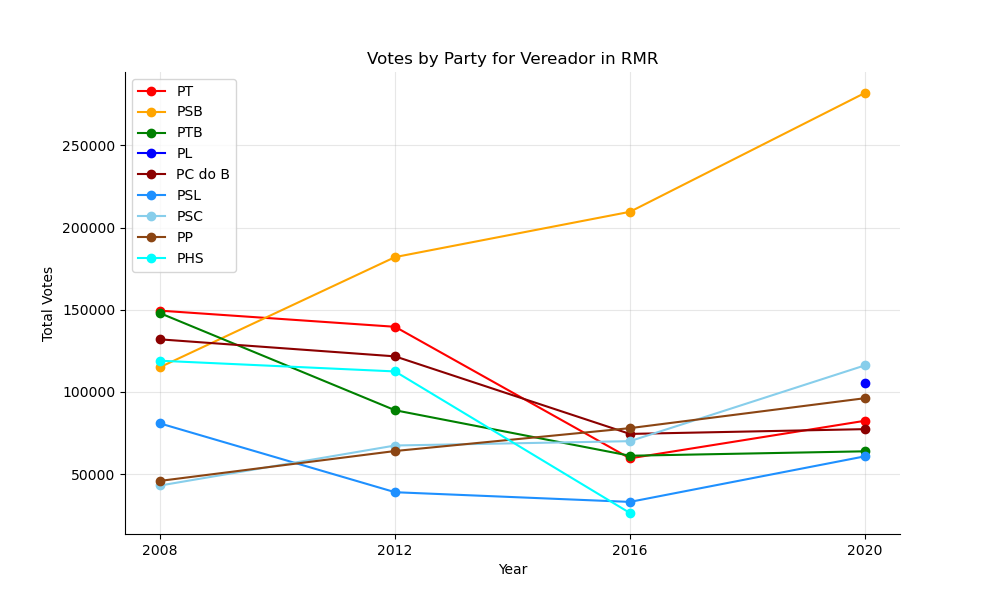 Votes by Party for Vereador in RMR
PT
PSB
PTB
PL
PC do B
PSL
PSC
PP
PHS
250000
200000
150000
100000
50000
Total Votes
2008
2012
2016
2020
Year